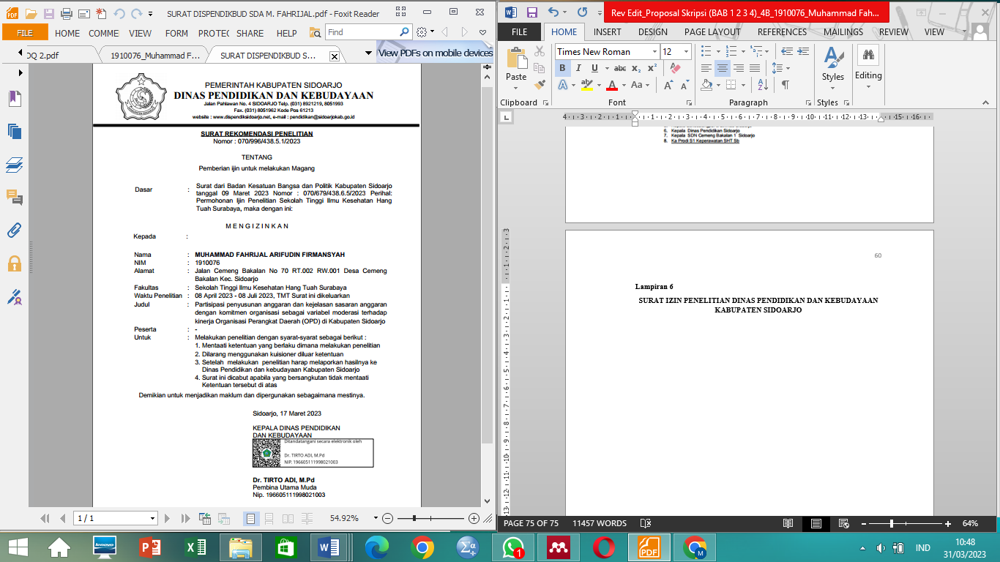 SURAT DISPENDIKBUD SDA M. FAHRIJAL.pdf - Foxit Reader
FILE HOME COMME VIEW FORM PROTEC SHARE HELP Find
OQ 2.pdf 1910076_Muhammad F... SURAT DISPENDIKBUD S... View PDFs on mobile devices
PEMERINTAH KABUPATEN SIDOARJO
DINAS PENDIDIKAN DAN KEBUDAYAAN
Jalan Pahlawan No. 4 SIDOARJO Telp. (031) 8921219, 8051993
Fax. (031) 8051962 Kode Pos 61213
website : www.dispendiksidoarjo.net, e-mail : pendidikan@sidoarjokab.go.id
SURAT REKOMENDASI PENELITIAN
Nomor : 070/996/438.5.1/2023
TENTANG
Pemberian ijin untuk melakukan Magang
Dasar : Surat dari Badan Kesatuan Bangsa dan Politik Kabupaten Sidoarjo
tanggal 09 Maret 2023 Nomor : 070/679/438.6.5/2023 Perihal:
Permohonan Ijin Penelitian Sekolah Tinggi Ilmu Kesehatan Hang
Tuah Surabaya, maka dengan ini:
M E N G I Z I N K A N
Kepada :
Nama : MUHAMMAD FAHRIJAL ARIFUDIN FIRMANSYAH
NIM : 1910076
Alamat : Jalan Cemeng Bakalan No 70 RT.002 RW.001 Desa Cemeng
Bakalan Kec. Sidoarjo
Fakultas : Sekolah Tinggi Ilmu Kesehatan Hang Tuah Surabaya
Waktu Penelitian : 08 April 2023 - 08 Juli 2023, TMT Surat ini dikeluarkan
Judul : Partisipasi penyusunan anggaran dan kejelasan sasaran anggaran
dengan komitmen organisasi sebagai variabel moderasi terhadap
kinerja Organisasi Perangkat Daerah (OPD) di Kabupaten Sidoarjo
Peserta : -
Untuk : Melakukan penelitian dengan syarat-syarat sebagai berikut :
1. Mentaati ketentuan yang berlaku dimana melakukan penelitian
2. Dilarang menggunakan kuisioner diluar ketentuan
3. Setelah melakukan penelitian harap melaporkan hasilnya ke
Dinas Pendidikan dan kebudayaan Kabupaten Sidoarjo
4. Surat ini dicabut apabila yang bersangkutan tidak mentaati
Ketentuan tersebut di atas
Demikian untuk menjadikan maklum dan dipergunakan sebagaimana mestinya.
Sidoarjo, 17 Maret 2023
KEPALA DINAS PENDIDIKAN
DAN KEBUDAYAAN
Ditandatangani secara elektronik oleh
Dr. TIRTO ADI, M.Pd
NIP. 196605111998021003
Dr. TIRTO ADI, M.Pd
Pembina Utama Muda
Nip. 196605111998021003
1 / 1 54.92%
Rev Edit_Proposal Skripsi (BAB 1 2 3 4)_4B_1910076_Muhammad Fah...
FILE HOME INSERT DESIGN PAGE LAYOUT REFERENCES MAILINGS REVIEW VIEW
Times New Roman 12
Paste Styles Editing
Clipboard Font Paragraph Styles
6. Kepala Dinas Pendidikan Sidoarjo
7. Kepala SDN Cemeng Bakalan 1 Sidoarjo
8. Ka Prodi S1 Keperawatan SHT Sb
60
Lampiran 6
SURAT IZIN PENELITIAN DINAS PENDIDIKAN DAN KEBUDAYAAN
KABUPATEN SIDOARJO
PAGE 75 OF 75 11457 WORDS 64%
IND 10:48
31/03/2023